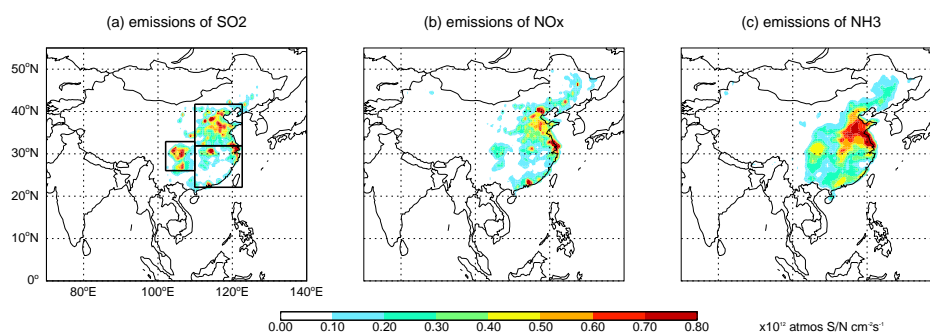 (a) emissions of SO2
(b) emissions of NOx
(c) emissions of NH3
50°N
40°N
30°N
20°N
10°N
0°
80°E
100°E
120°E
140°E
0.00 0.10 0.20 0.30 0.40 0.50 0.60 0.70 0.80
x10¹² atmos S/N cm⁻²s⁻¹